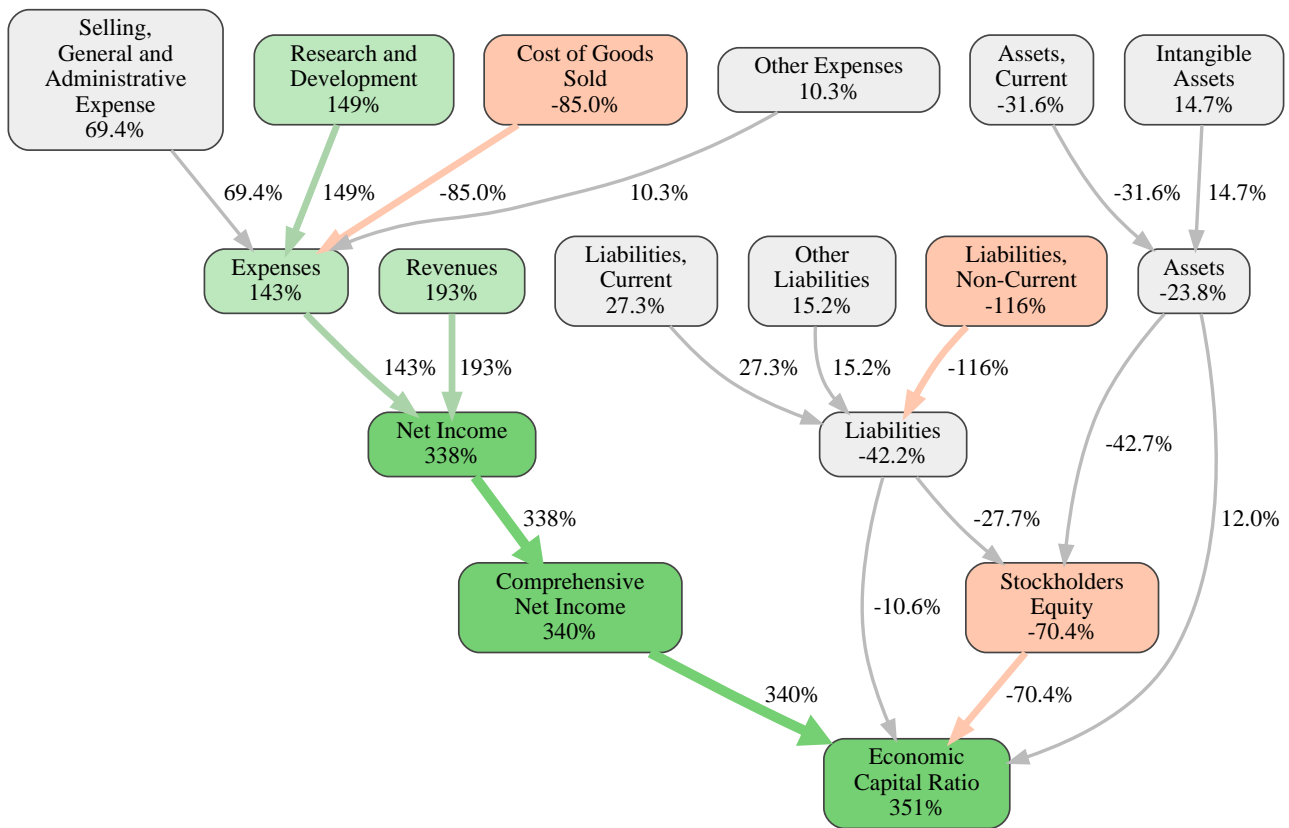 Selling,
General and
Administrative
Expense
69.4%
Research and
Development
149%
Cost of Goods
Sold
-85.0%
Other Expenses
10.3%
Assets,
Current
-31.6%
Intangible
Assets
14.7%
69.4%
149%
-85.0%
10.3%
-31.6%
14.7%
Expenses
143%
Revenues
193%
Liabilities,
Current
27.3%
Other
Liabilities
15.2%
Liabilities,
Non-Current
-116%
Assets
-23.8%
143%
193%
27.3%
15.2%
-116%
Net Income
338%
Liabilities
-42.2%
-42.7%
338%
-27.7%
12.0%
Comprehensive
Net Income
340%
-10.6%
Stockholders
Equity
-70.4%
340%
-70.4%
Economic
Capital Ratio
351%